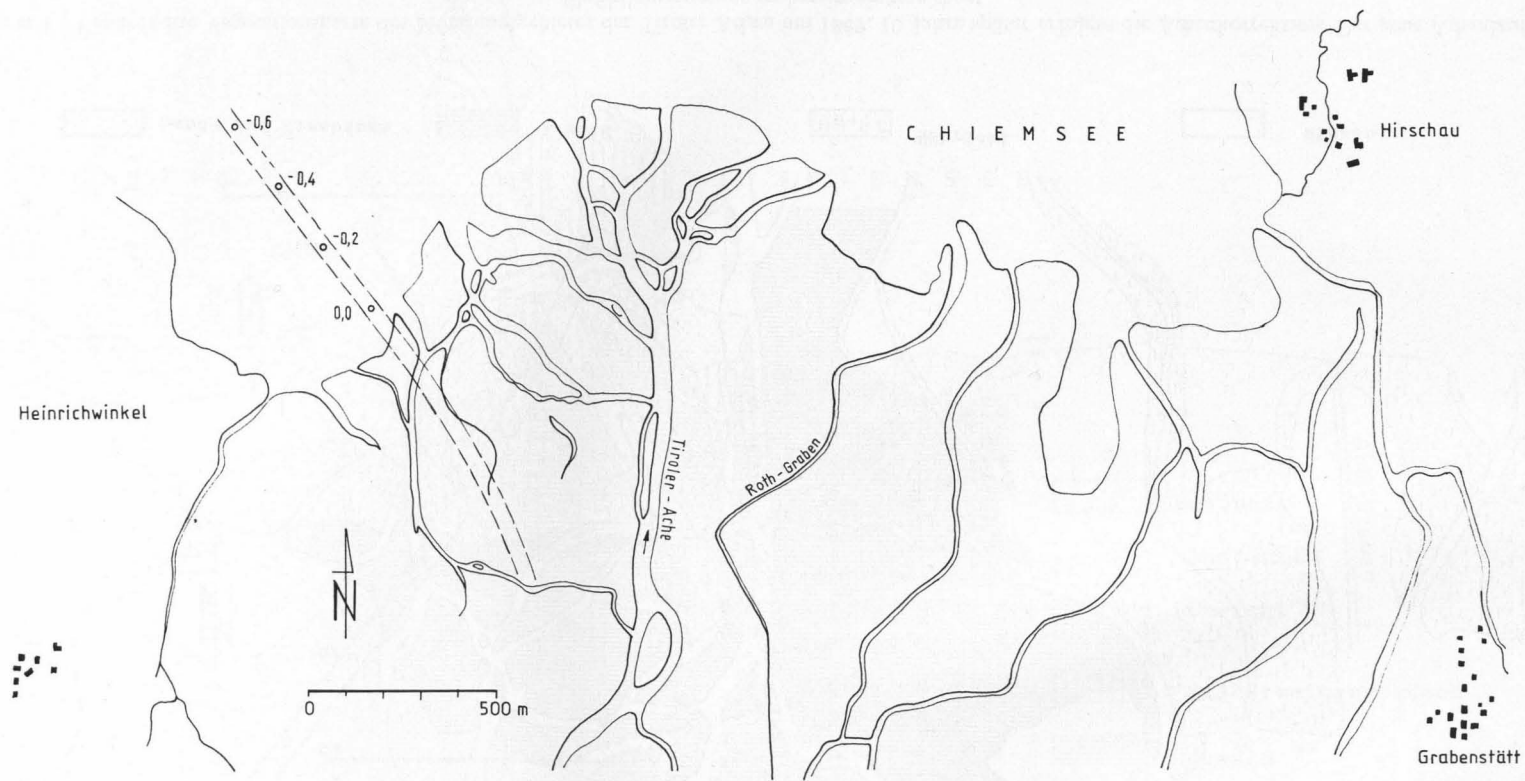 -0,6
-0,4
-0,2
0,0
CHIEMSEE
Hirschau
Heinrichwinkel
Tiroler-Ache
Roth-Graben
N
0 500 m
Grabenstätt